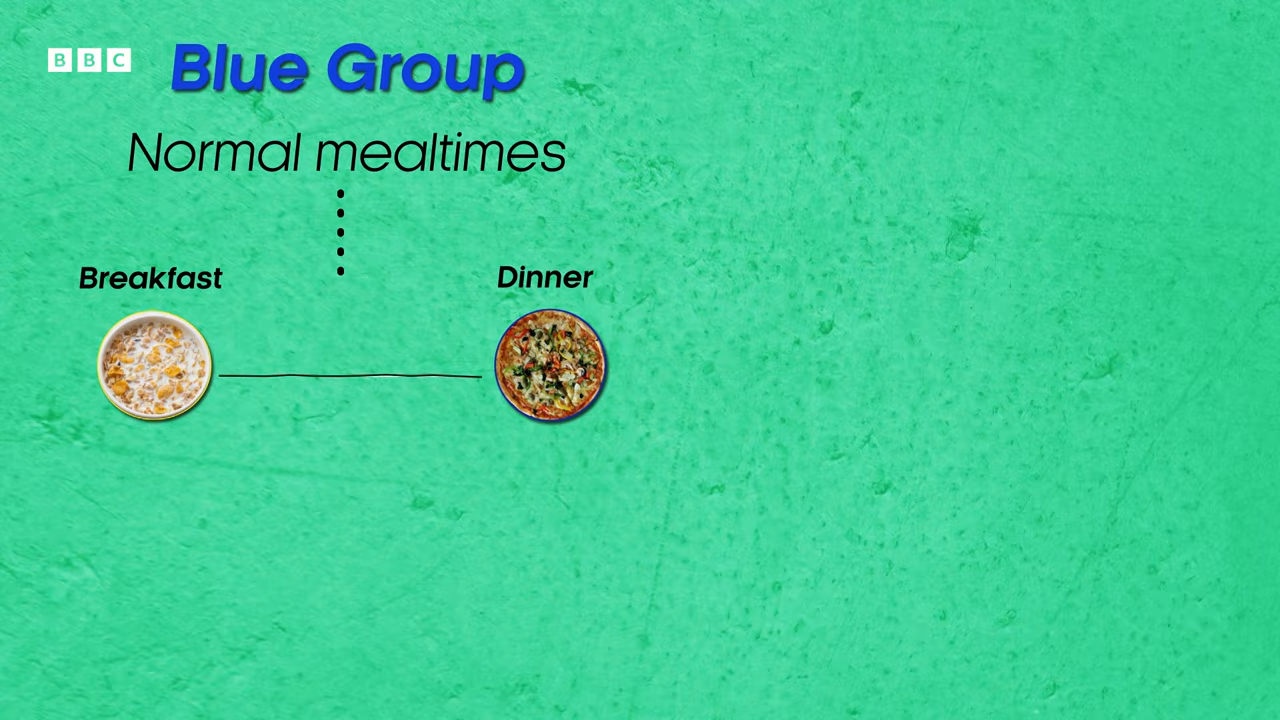 BBC
Blue Group
Normal mealtimes
Breakfast
Dinner